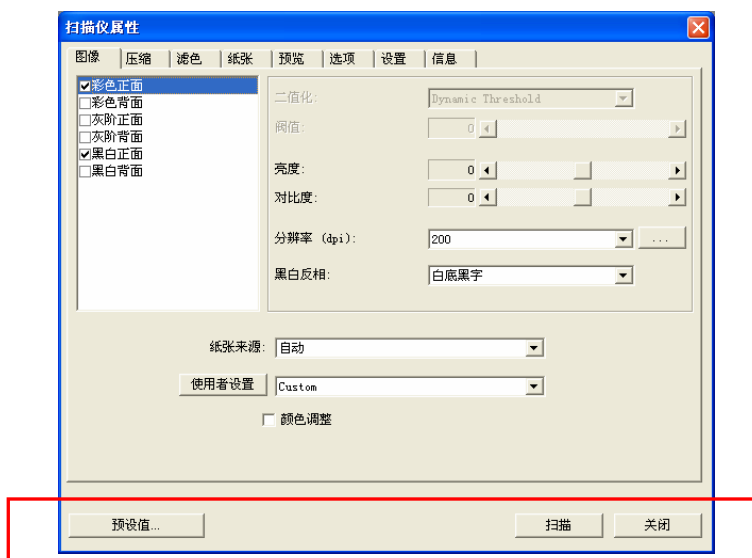 扫描仪属性
图像 压缩 滤色 纸张 预览 选项 设置 信息
彩色正面
彩色背面
灰阶正面
灰阶背面
黑白正面
黑白背面
二值化: Dynamic Threshold
阀值: 0
亮度: 0
对比度: 0
分辨率 (dpi): 200 ...
黑白反相: 白底黑字
纸张来源: 自动
使用者设置 Custom
颜色调整
预设值... 扫描 关闭